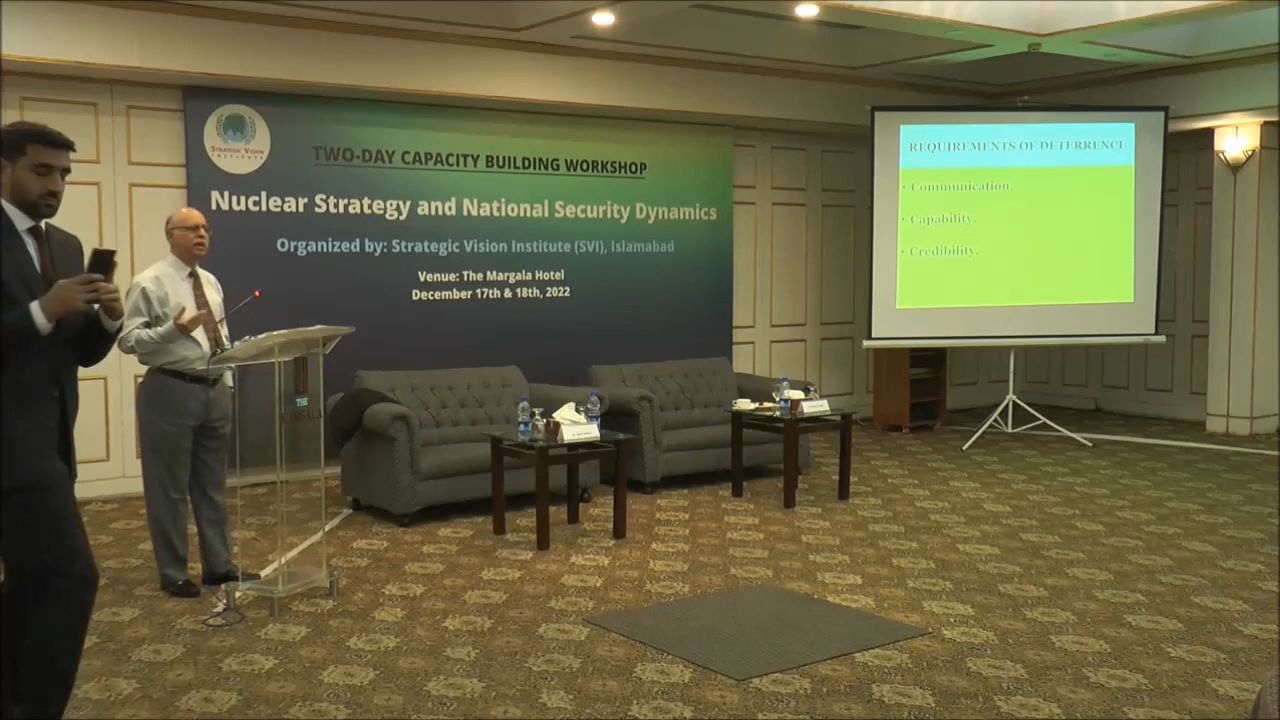 STRATEGIC VISION
INSTITUTE
TWO-DAY CAPACITY BUILDING WORKSHOP
Nuclear Strategy and National Security Dynamics
Organized by: Strategic Vision Institute (SVI), Islamabad
Venue: The Margala Hotel
December 17th & 18th, 2022
REQUIREMENTS OF DETERRENCE
• Communication.
• Capability.
• Credibility.
THE